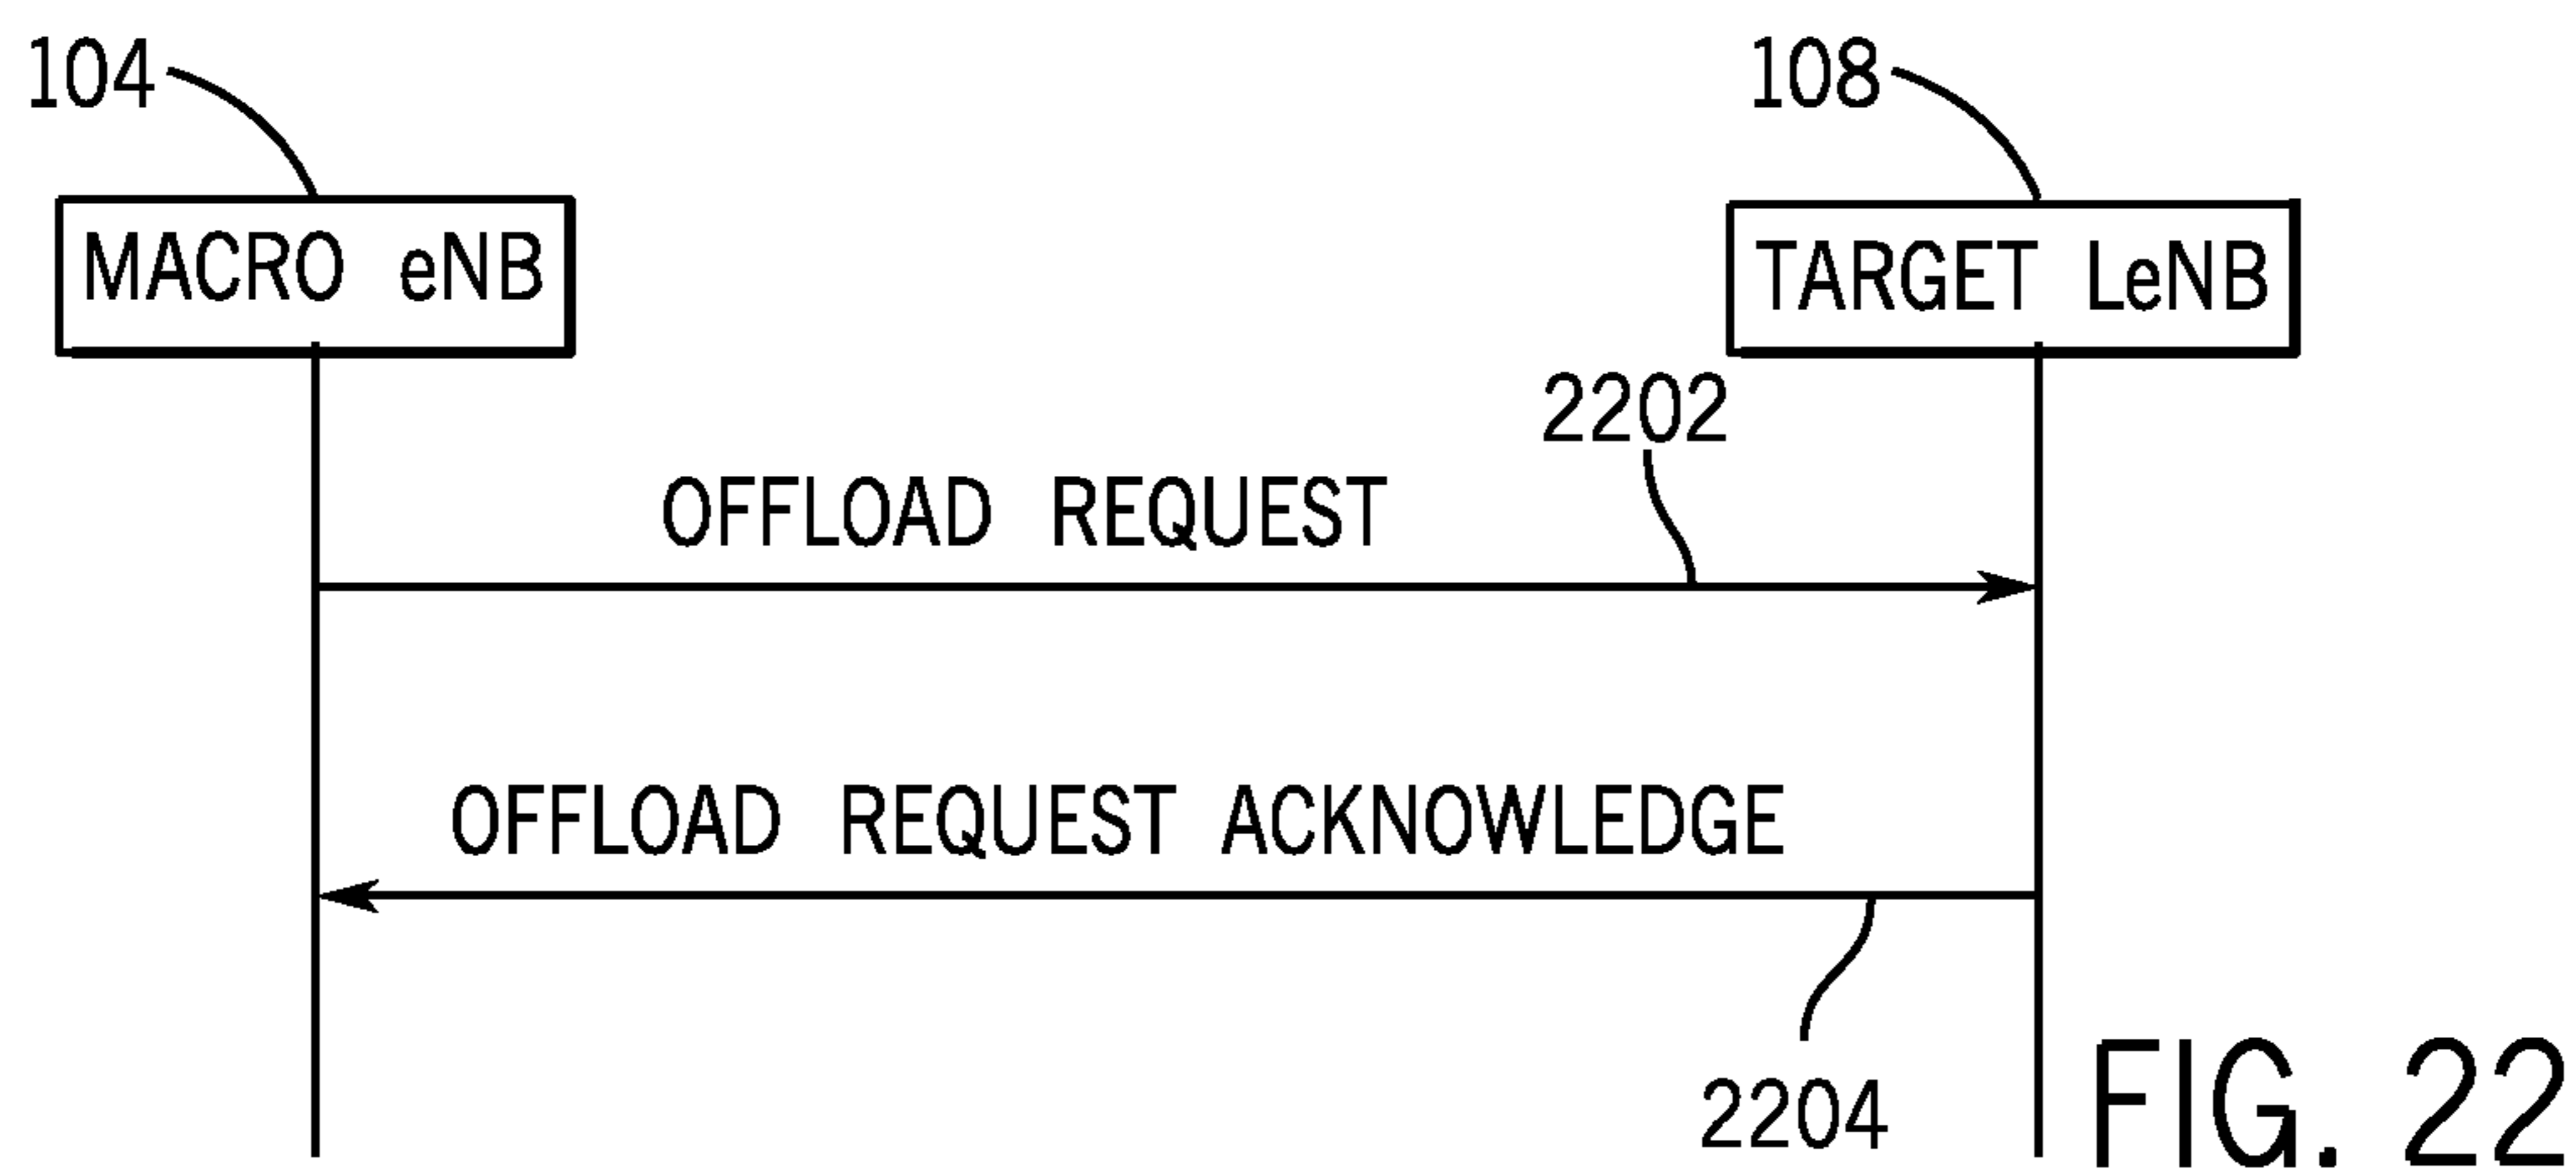 104
108
MACRO eNB
TARGET LeNB
2202
OFFLOAD REQUEST
OFFLOAD REQUEST ACKNOWLEDGE
2204
FIG. 22